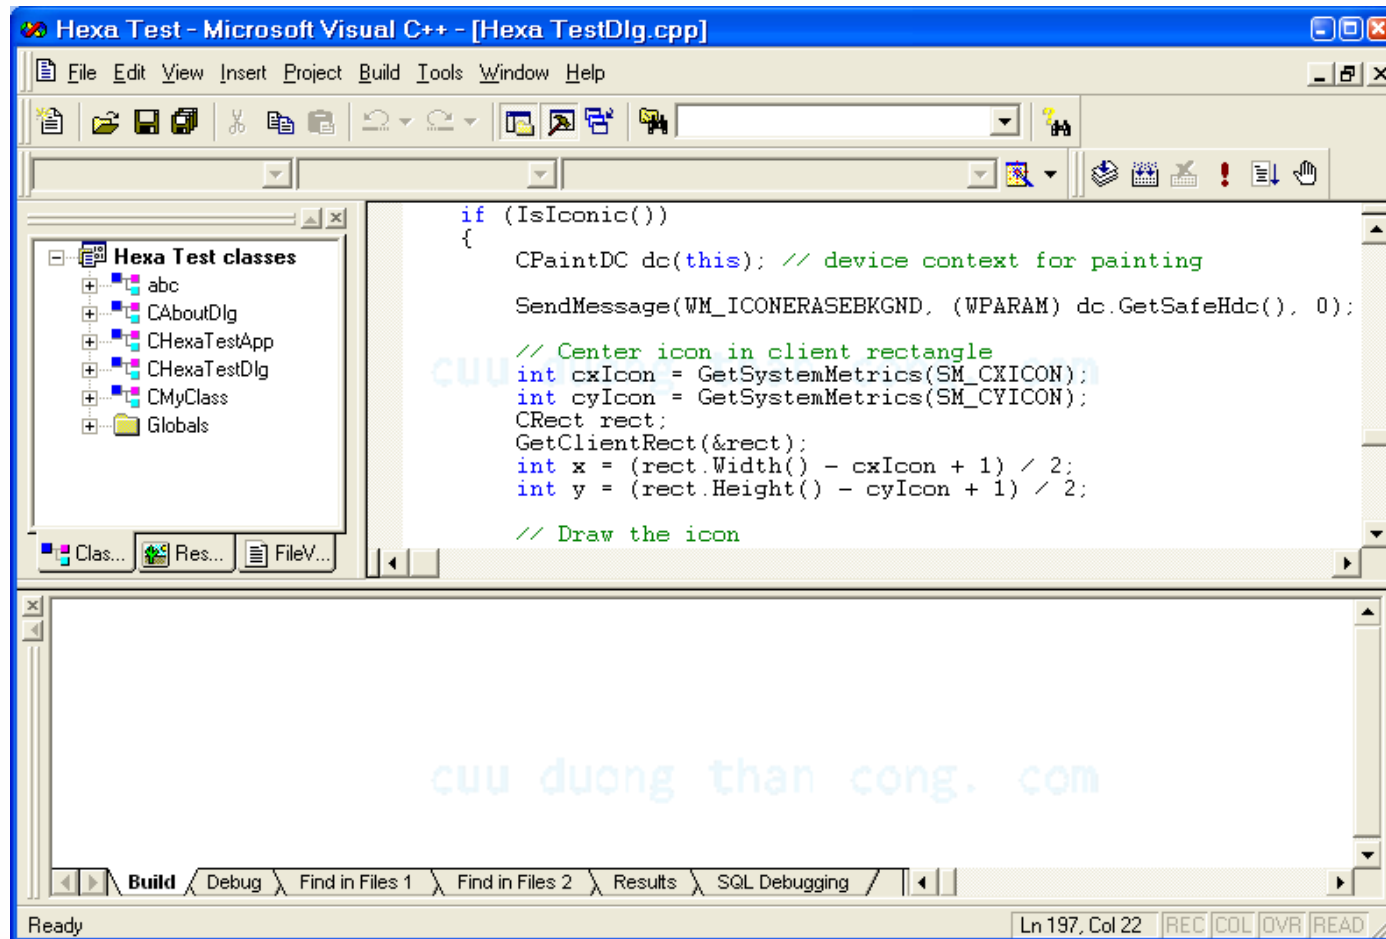 Hexa Test - Microsoft Visual C++ - [Hexa TestDlg.cpp]
File Edit View Insert Project Build Tools Window Help
if (IsIconic())
{
CPaintDC dc(this); // device context for painting
SendMessage(WM_ICONERASEBKGND, (WPARAM) dc.GetSafeHdc(), 0);
// Center icon in client rectangle
int cxIcon = GetSystemMetrics(SM_CXICON);
int cyIcon = GetSystemMetrics(SM_CYICON);
CRect rect;
GetClientRect(&rect);
int x = (rect.Width() - cxIcon + 1) / 2;
int y = (rect.Height() - cyIcon + 1) / 2;
// Draw the icon
Hexa Test classes
abc
CAboutDlg
CHexaTestApp
CHexaTestDlg
CMyClass
Globals
Clas... Res... FileV...
cuu duong than cong. com
Build Debug Find in Files 1 Find in Files 2 Results SQL Debugging
Ready Ln 197, Col 22 REC COL OVR READ